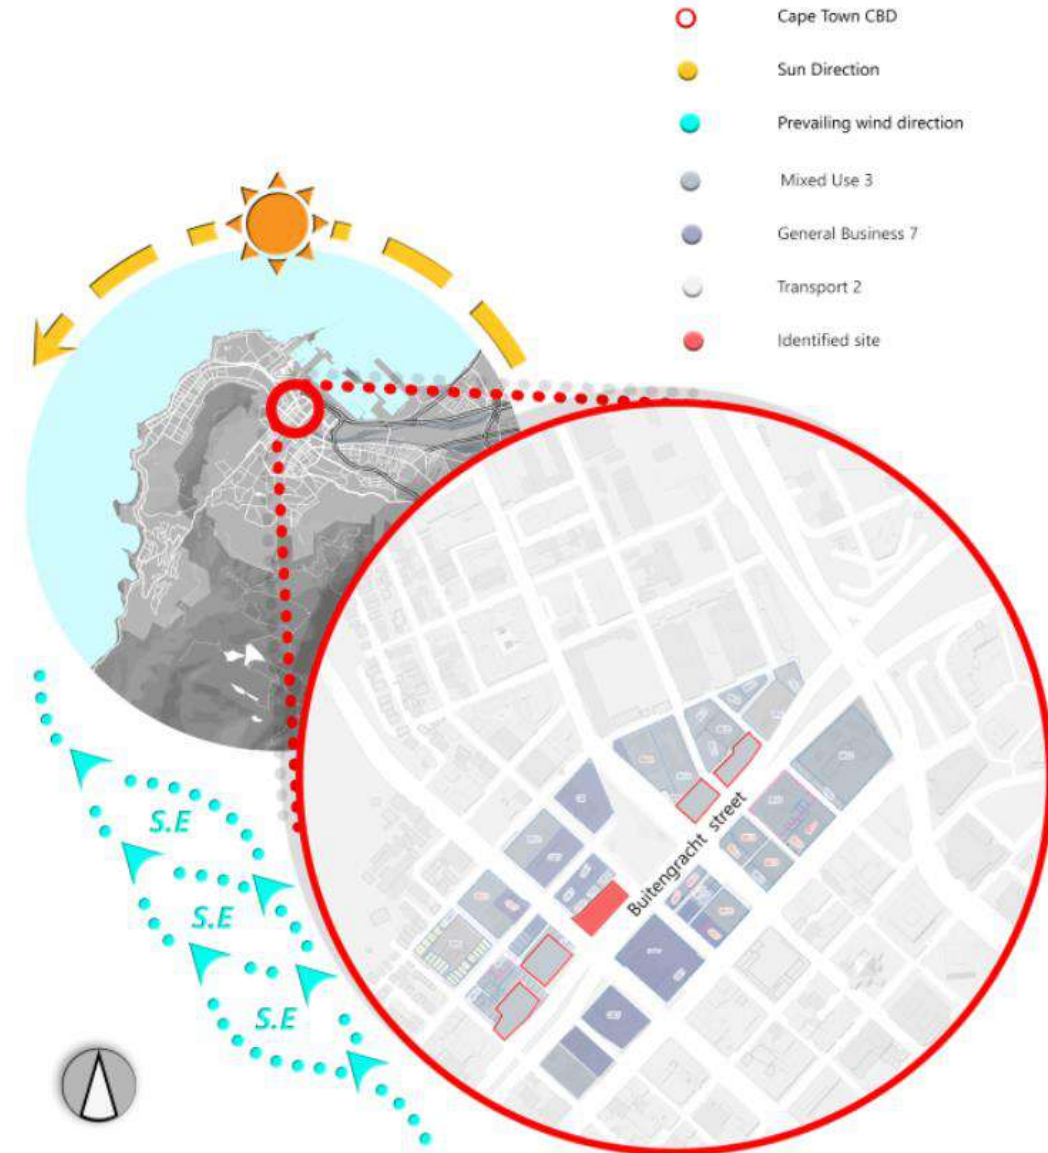 Cape Town CBD
Sun Direction
Prevailing wind direction
Mixed Use 3
General Business 7
Transport 2
Identified site
Buitengracht street
S.E
S.E
S.E